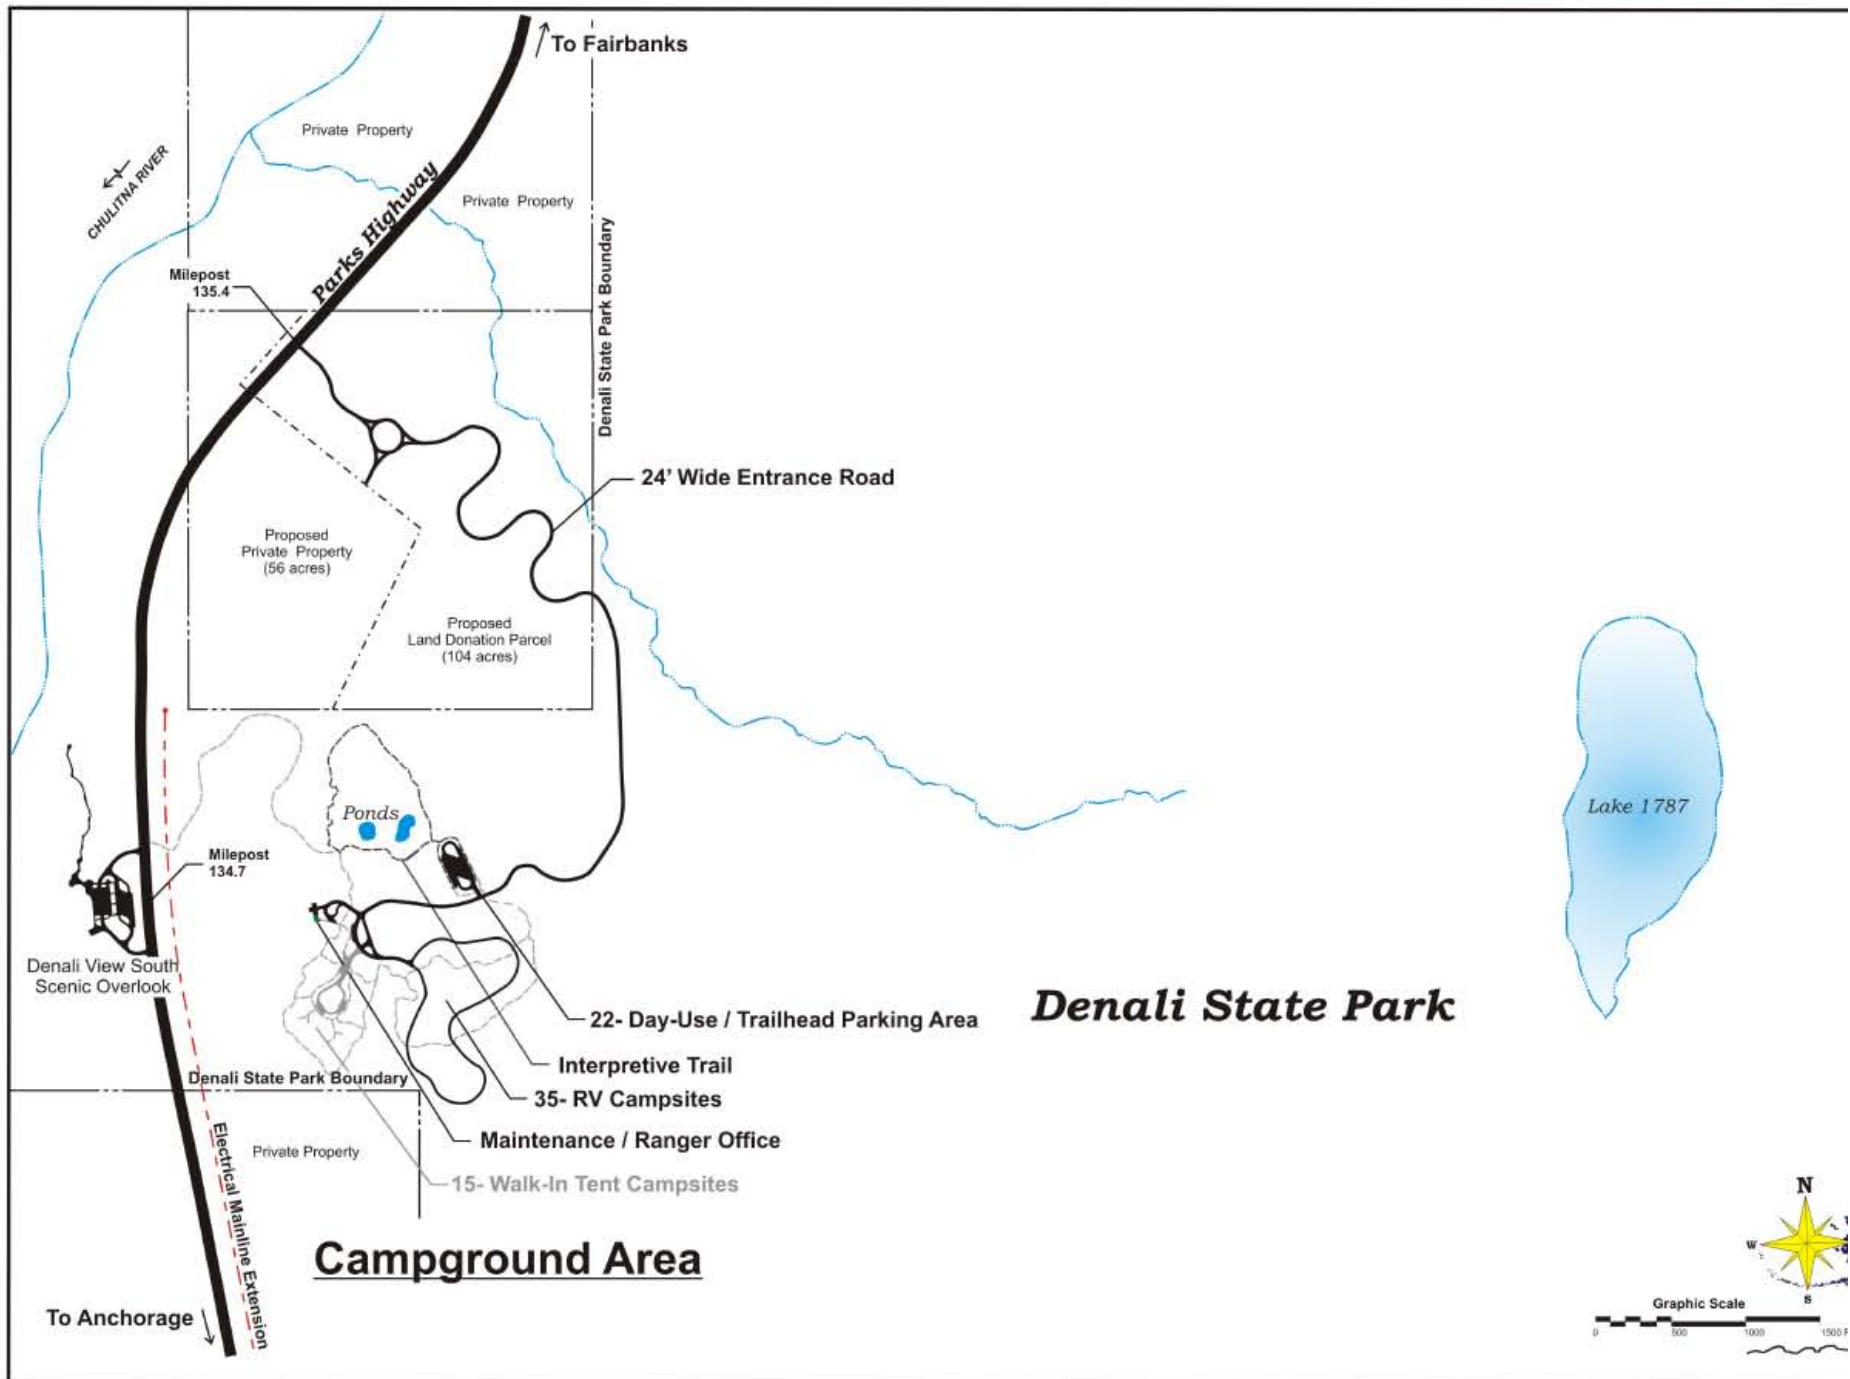 To Fairbanks
Private Property
CHULITNA RIVER
Parks Highway
Private Property
Milepost
135.4
Denali State Park Boundary
24' Wide Entrance Road
Proposed
Private Property
(56 acres)
Proposed
Land Donation Parcel
(104 acres)
Ponds
Lake 1787
Milepost
134.7
Denali View South
Scenic Overlook
22- Day-Use / Trailhead Parking Area
Denali State Park
Interpretive Trail
Denali State Park Boundary
35- RV Campsites
Maintenance / Ranger Office
Private Property
Electrical Mainline Extension
15- Walk-In Tent Campsites
Campground Area
To Anchorage
N
W
S
Graphic Scale
0 500 1000 1500 F